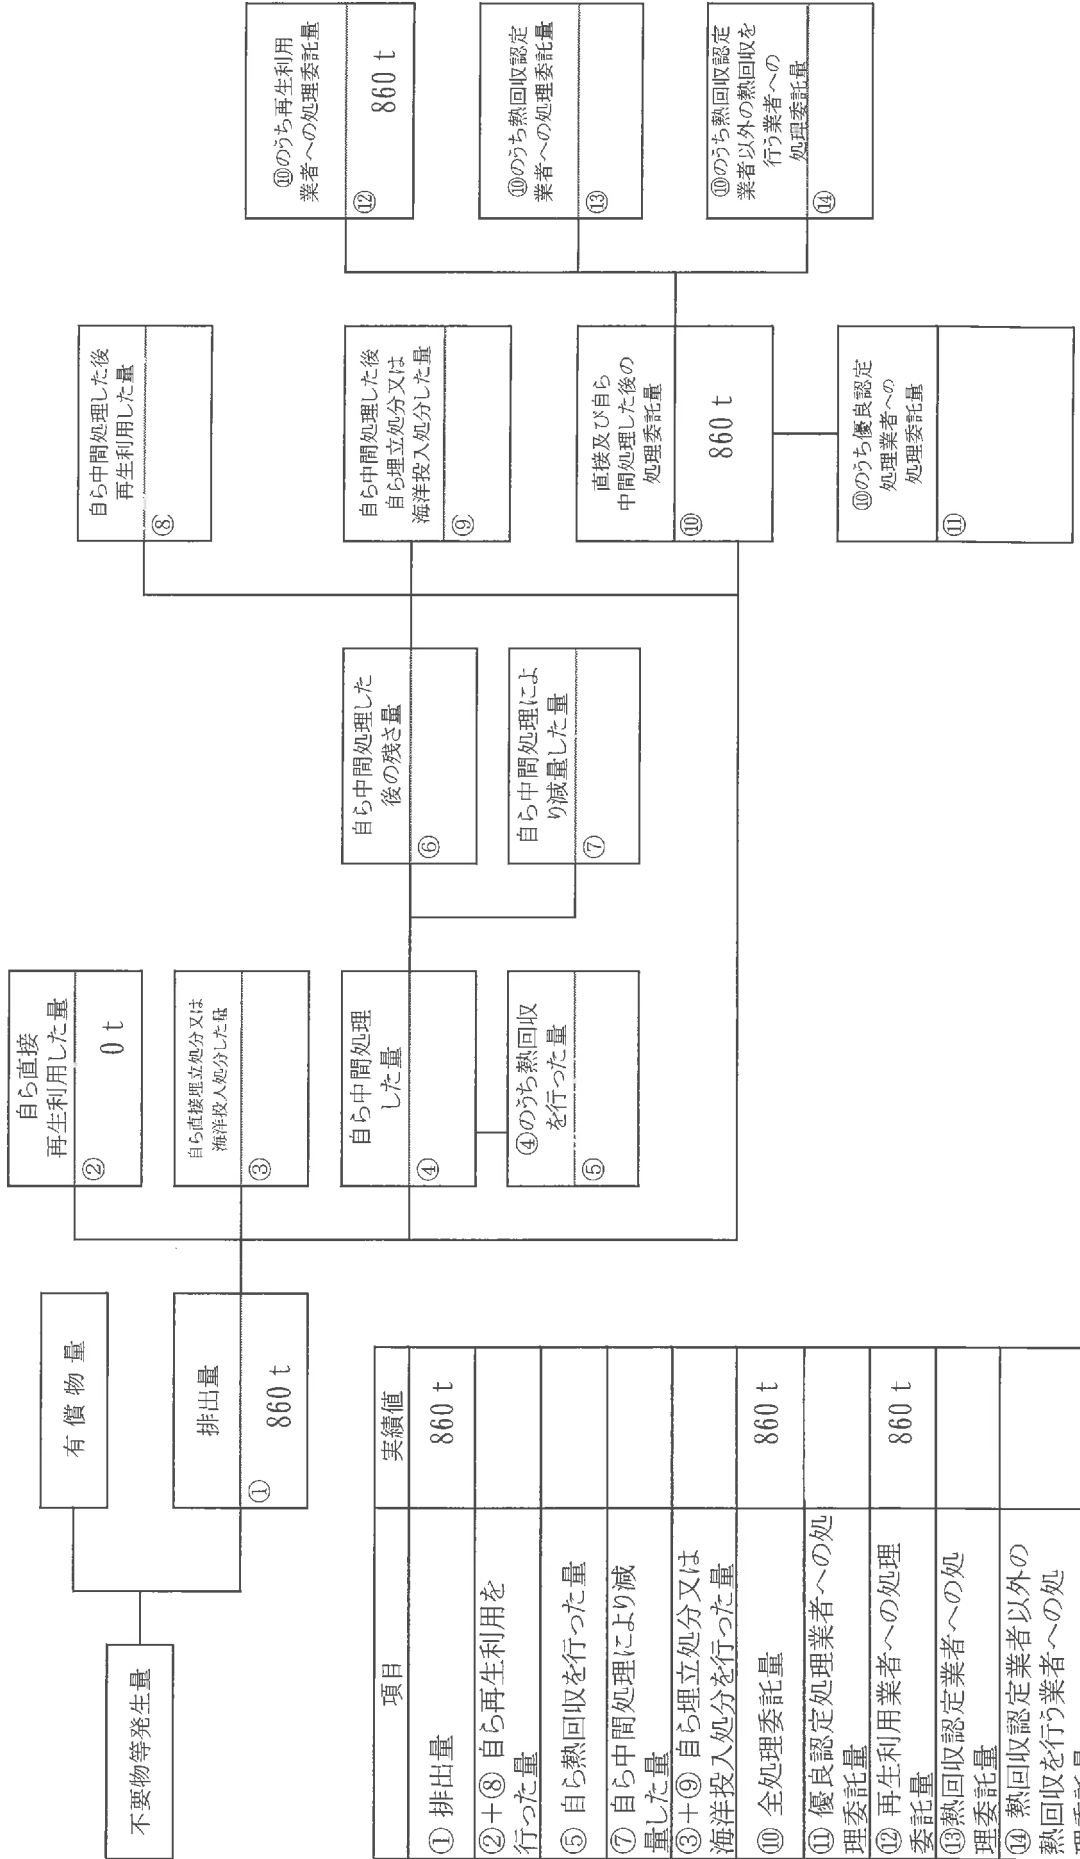 不要物等発生量
有償物量
排出量
① 860 t
自ら直接
再生利用した量
② 0 t
自ら直接埋立処分又は
海洋投入処分した量
③
自ら中間処理
した量
④
④のうち熱回収
を行った量
⑤
自ら中間処理した
後の残さ量
⑥
自ら中間処理によ
り減量した量
⑦
自ら中間処理した後
再生利用した量
⑧
自ら中間処理した後
自ら埋立処分又は
海洋投入処分した量
⑨
直接及び自ら
中間処理した後の
処理委託量
⑩ 860 t
⑩のうち優良認定
処理業者への
処理委託量
⑪
⑩のうち再生利用
業者への処理委託量
⑫ 860 t
⑩のうち熱回収認定
業者への処理委託量
⑬
⑩のうち熱回収認定
業者以外の熱回収を
行う業者への
処理委託量
⑭
項目 実績値
① 排出量 860 t
②+⑧ 自ら再生利用を
行った量
⑤ 自ら熱回収を行った量
⑦ 自ら中間処理により減
量した量
③+⑨ 自ら埋立処分又は
海洋投入処分を行った量
⑩ 全処理委託量 860 t
⑪ 優良認定処理業者への処
理委託量
⑫ 再生利用業者への処理
委託量 860 t
⑬熱回収認定業者への処
理委託量
⑭ 熱回収認定業者以外の
熱回収を行う業者への処
理委託量